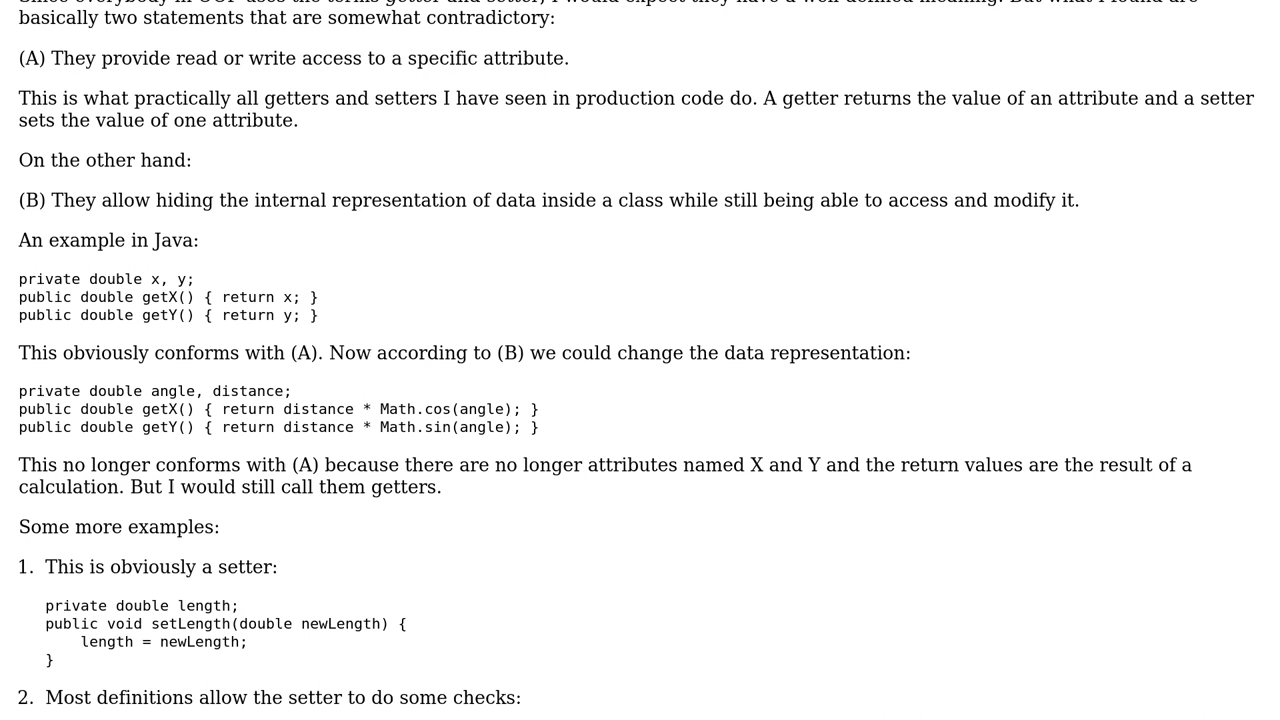 basically two statements that are somewhat contradictory:
(A) They provide read or write access to a specific attribute.
This is what practically all getters and setters I have seen in production code do. A getter returns the value of an attribute and a setter
sets the value of one attribute.
On the other hand:
(B) They allow hiding the internal representation of data inside a class while still being able to access and modify it.
An example in Java:
private double x, y;
public double getX() { return x; }
public double getY() { return y; }
This obviously conforms with (A). Now according to (B) we could change the data representation:
private double angle, distance;
public double getX() { return distance * Math.cos(angle); }
public double getY() { return distance * Math.sin(angle); }
This no longer conforms with (A) because there are no longer attributes named X and Y and the return values are the result of a
calculation. But I would still call them getters.
Some more examples:
1. This is obviously a setter:
private double length;
public void setLength(double newLength) {
    length = newLength;
}
2. Most definitions allow the setter to do some checks: